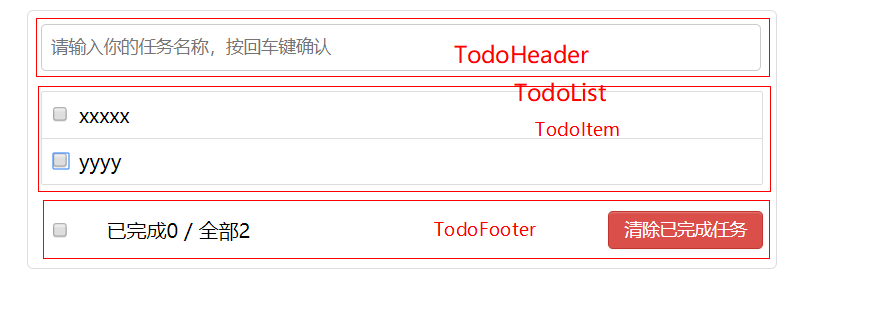 请输入你的任务名称，按回车键确认
TodoHeader
TodoList
xxxxx
TodoItem
yyyy
已完成0 / 全部2
TodoFooter
清除已完成任务